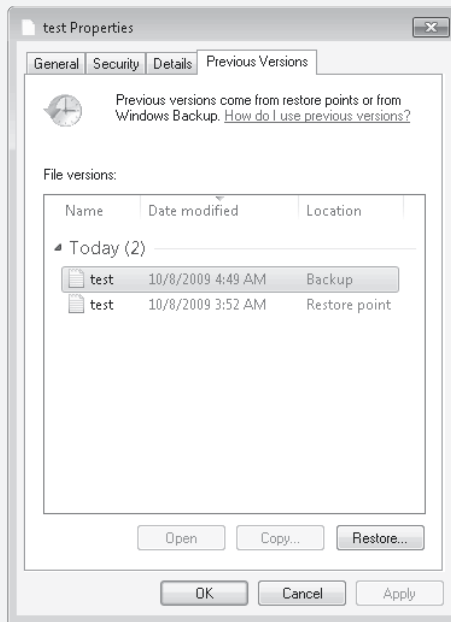 test Properties
General Security Details Previous Versions
Previous versions come from restore points or from
Windows Backup. How do I use previous versions?
File versions:
Name Date modified Location
Today (2)
test 10/8/2009 4:49 AM Backup
test 10/8/2009 3:52 AM Restore point
Open Copy... Restore...
OK Cancel Apply